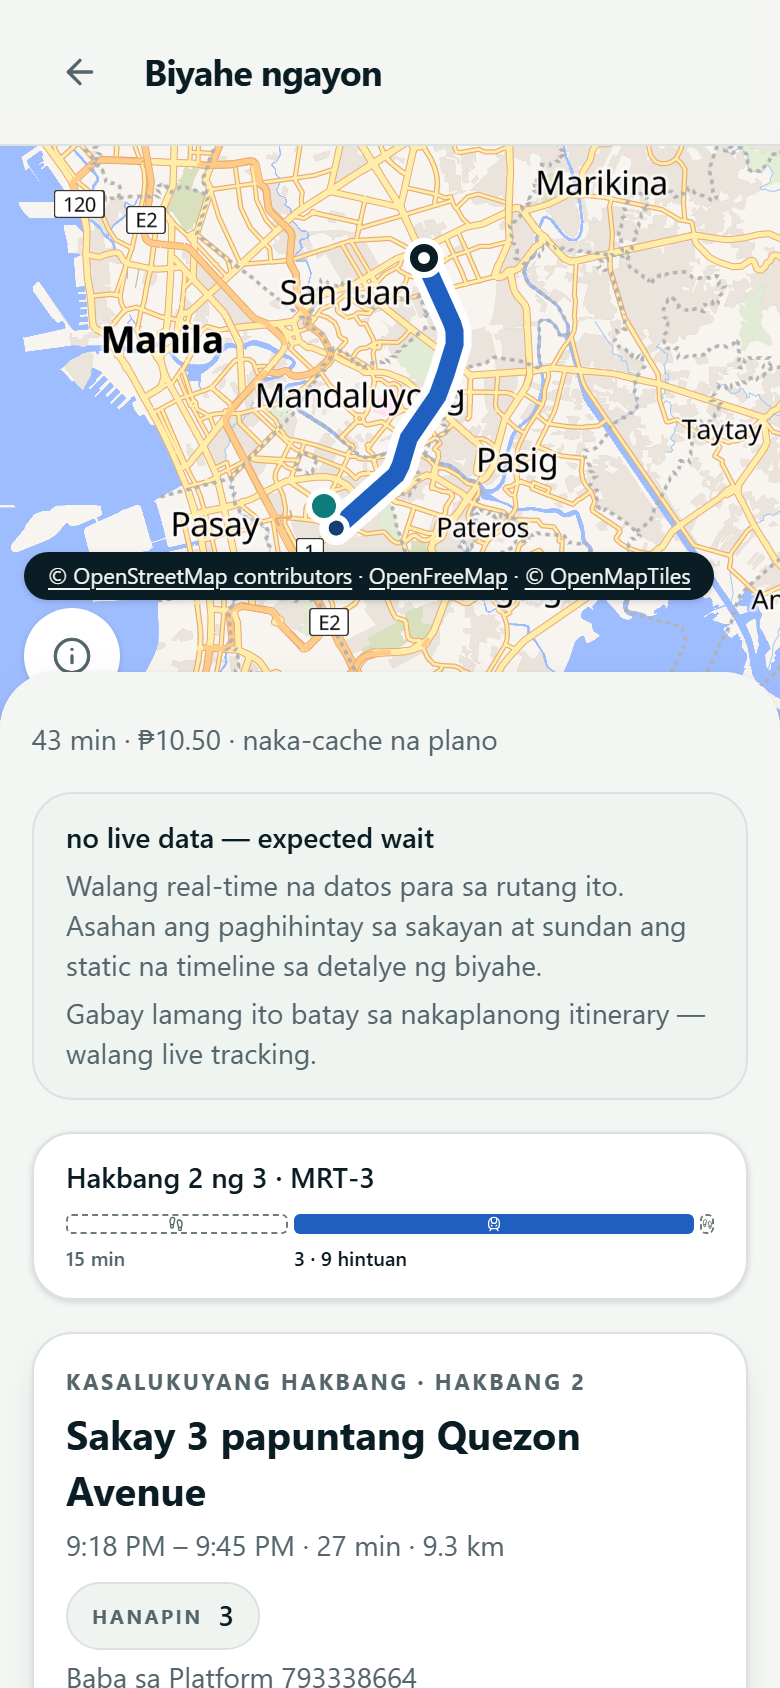 Biyahe ngayon
Marikina
120
E2
San Juan
Manila
Taytay
Pasig
Pasay
Pateros
1
© OpenStreetMap contributors · OpenFreeMap · © OpenMapTiles
E2
43 min · ₱10.50 · naka-cache na plano
no live data — expected wait
Walang real-time na datos para sa rutang ito.
Asahan ang paghihintay sa sakayan at sundan ang
static na timeline sa detalye ng biyahe.
Gabay lamang ito batay sa nakaplanong itinerary —
walang live tracking.
Hakbang 2 ng 3 · MRT-3
15 min
3 · 9 hintuan
KASALUKUYANG HAKBANG · HAKBANG 2
Sakay 3 papuntang Quezon
Avenue
9:18 PM – 9:45 PM · 27 min · 9.3 km
HANAPIN 3
Baba sa Platform 793338664